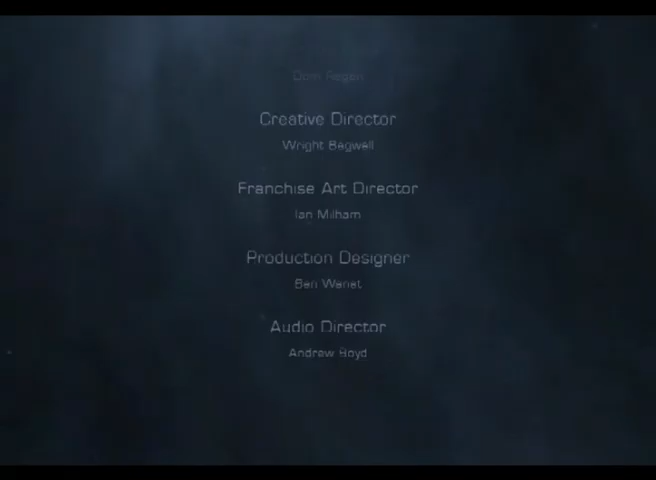 Creative Director
Wright Bagwell
Franchise Art Director
Ian Milham
Production Designer
Ben Wanat
Audio Director
Andrew Boyd